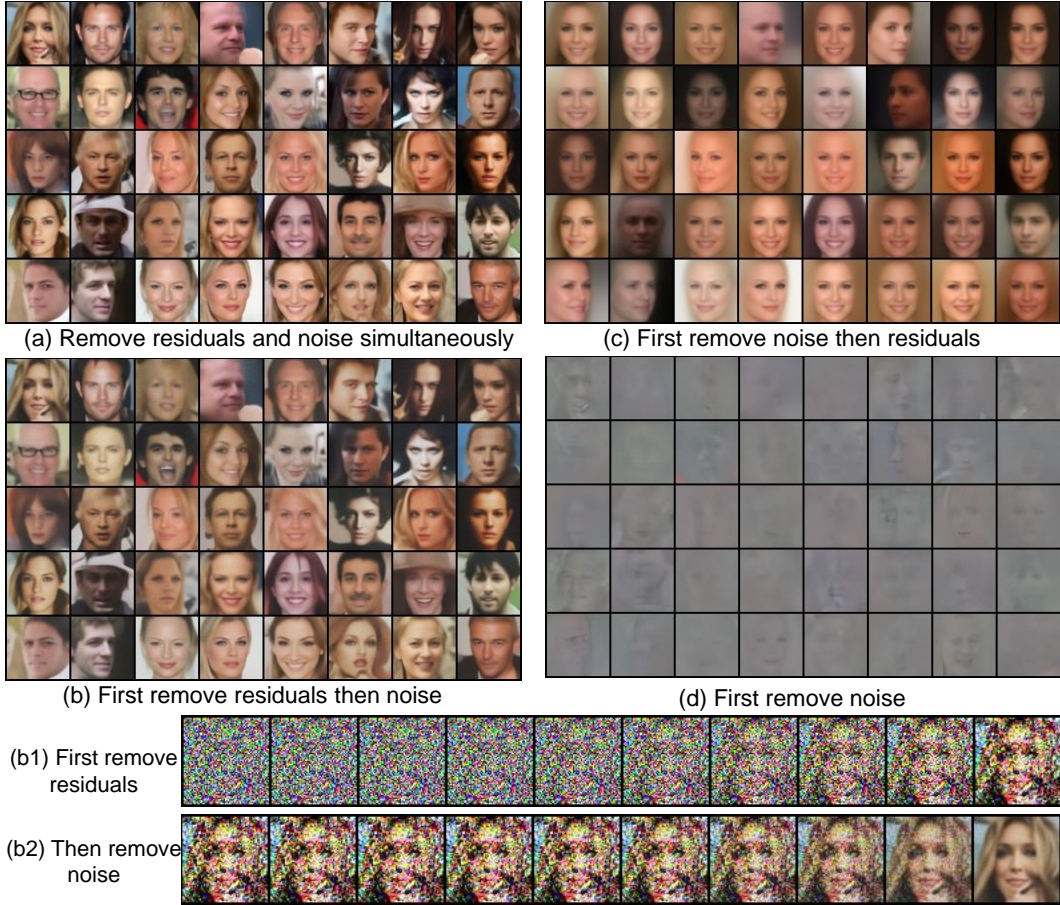 (a) Remove residuals and noise simultaneously
(c) First remove noise then residuals
(b) First remove residuals then noise
(d) First remove noise
(b1) First remove
residuals
(b2) Then remove
noise